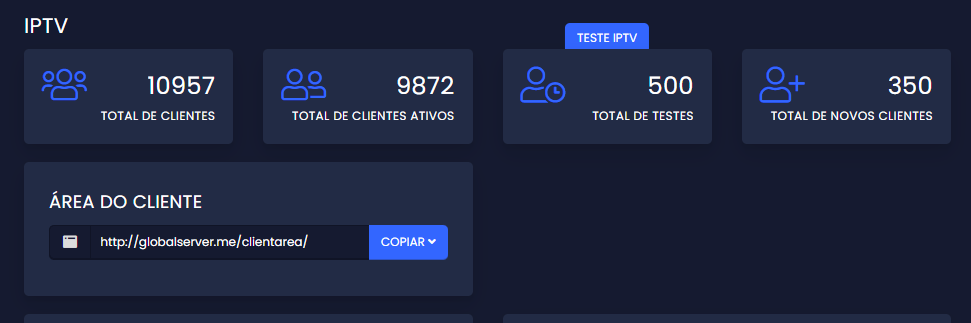 IPTV
TESTE IPTV
10957
TOTAL DE CLIENTES
9872
TOTAL DE CLIENTES ATIVOS
500
TOTAL DE TESTES
350
TOTAL DE NOVOS CLIENTES
ÁREA DO CLIENTE
http://globalserver.me/clientarea/
COPIAR